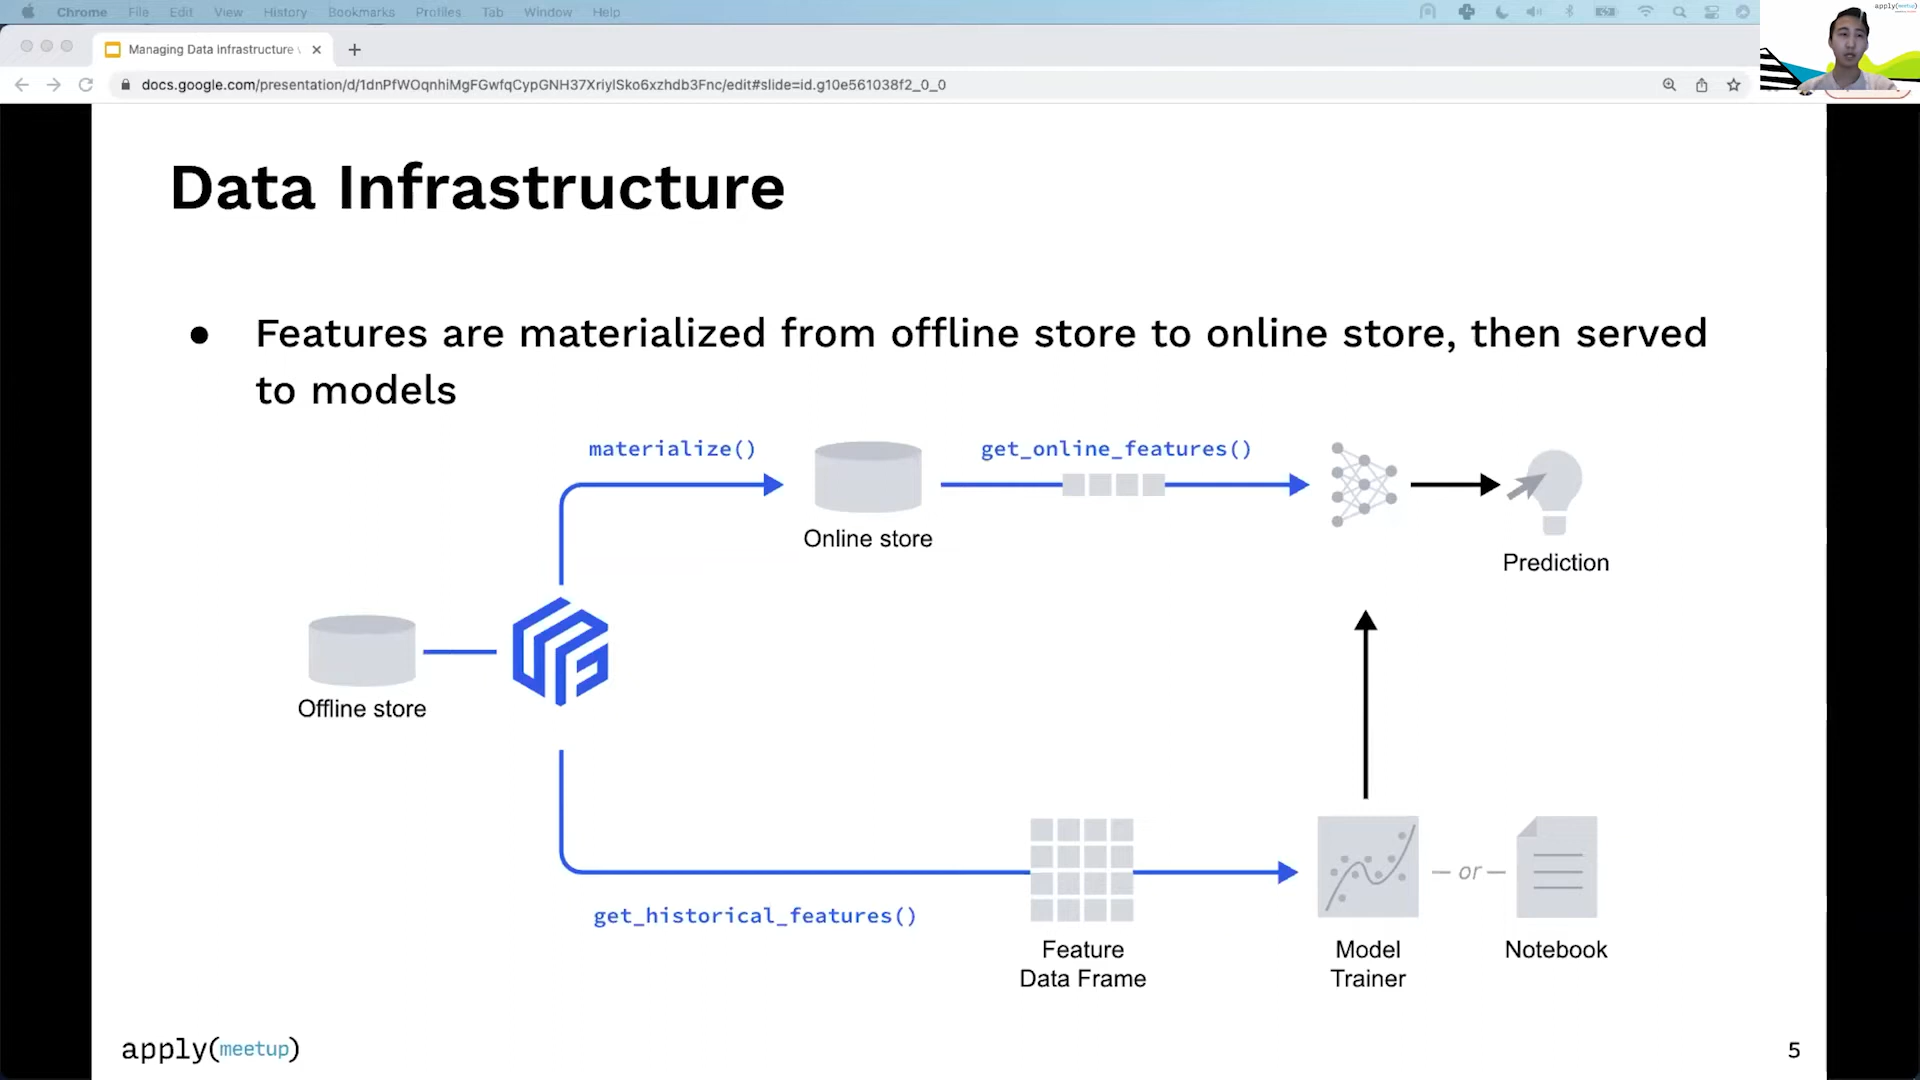 Chrome File Edit View History Bookmarks Profiles Tab Window Help
apply(meetup)
Managing Data Infrastructure
docs.google.com/presentation/d/1dnPfWOqnhiMgFGwfqCypGNH37XriylSko6xzhdb3Fnc/edit#slide=id.g10e561038f2_0_0
Data Infrastructure
● Features are materialized from offline store to online store, then served
to models
materialize()
get_online_features()
Online store
Prediction
Offline store
get_historical_features()
— or —
Feature
Data Frame
Model
Trainer
Notebook
apply(meetup)
5